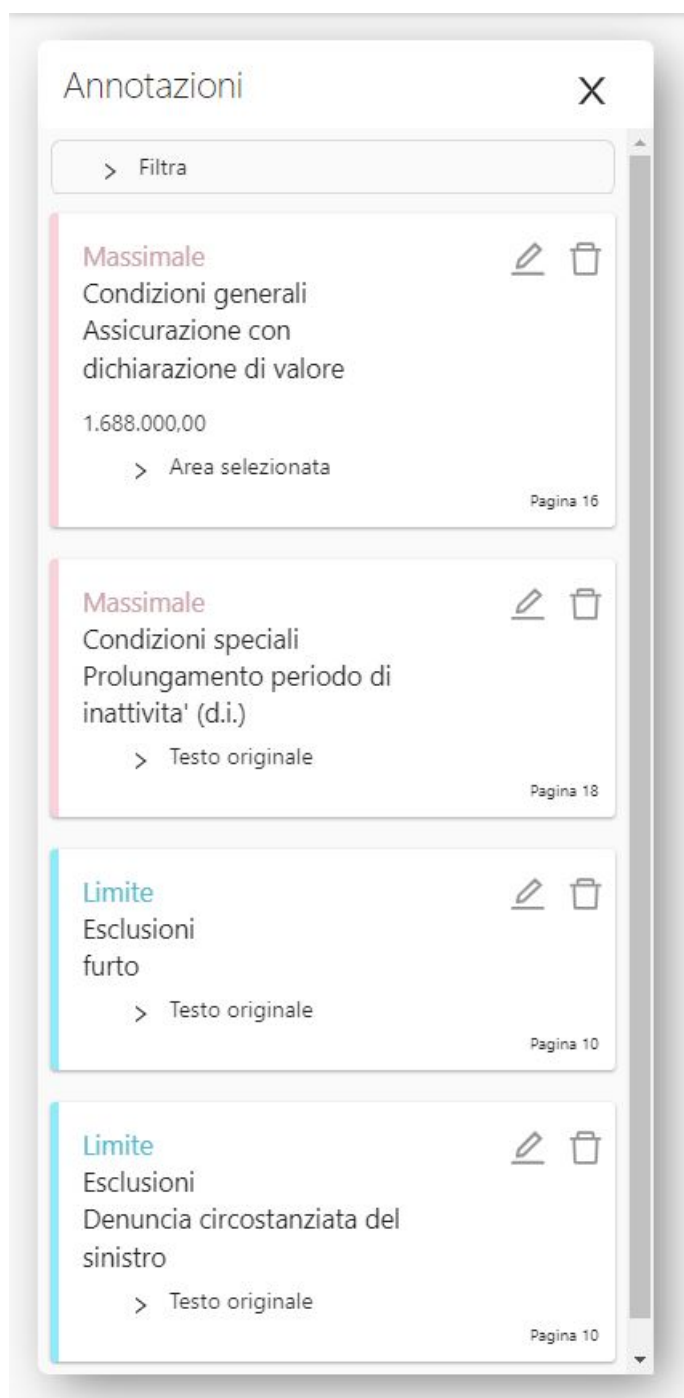 Annotazioni
X
> Filtra
Massimale
Condizioni generali
Assicurazione con
dichiarazione di valore
1.688.000,00
> Area selezionata
Pagina 16
Massimale
Condizioni speciali
Prolungamento periodo di
inattivita' (d.i.)
> Testo originale
Pagina 18
Limite
Esclusioni
furto
> Testo originale
Pagina 10
Limite
Esclusioni
Denuncia circostanziata del
sinistro
> Testo originale
Pagina 10